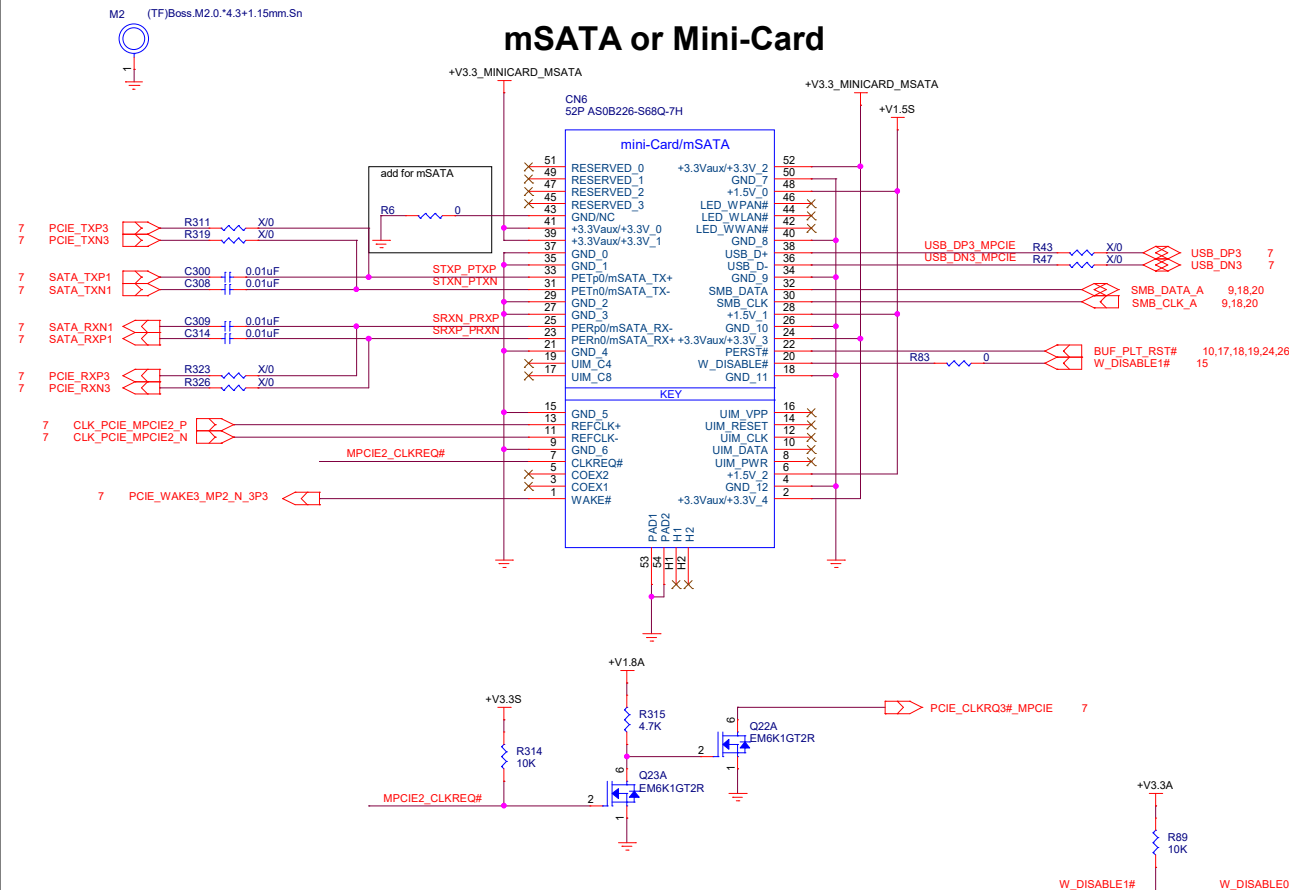 M2 (TF)Boss.M2.0.*4.3+1.15mm.Sn
1
mSATA or Mini-Card
+V3.3_MINICARD_MSATA
+V3.3_MINICARD_MSATA
+V1.5S
CN6
52P AS0B226-S68Q-7H
mini-Card/mSATA
add for mSATA
R6 0
51 RESERVED_0 +3.3Vaux/+3.3V_2 52
49 RESERVED_1 GND_7 50
47 RESERVED_2 +1.5V_0 48
45 RESERVED_3 LED_WPAN# 46
43 GND/NC LED_WLAN# 44
41 +3.3Vaux/+3.3V_0 LED_WWAN# 42
39 +3.3Vaux/+3.3V_1 GND_8 40
37 GND_0 USB_D+ 38
35 GND_1 USB_D- 36
33 PETp0/mSATA_TX+ GND_9 34
31 PETn0/mSATA_TX- SMB_DATA 32
29 GND_2 SMB_CLK 30
27 GND_3 +1.5V_1 28
25 PERp0/mSATA_RX- GND_10 26
23 PERn0/mSATA_RX+ +3.3Vaux/+3.3V_3 24
21 GND_4 PERST# 22
19 UIM_C4 W_DISABLE# 20
17 UIM_C8 GND_11 18
KEY
15 GND_5 UIM_VPP 16
13 REFCLK+ UIM_RESET 14
11 REFCLK- UIM_CLK 12
9 GND_6 UIM_DATA 10
7 CLKREQ# UIM_PWR 8
5 COEX2 +1.5V_2 6
3 COEX1 GND_12 4
1 WAKE# +3.3Vaux/+3.3V_4 2
PAD1 PAD2 H1 H2
53 54 H1 H2
7 PCIE_TXP3 R311 X/0
7 PCIE_TXN3 R319 X/0
7 SATA_TXP1 C300 0.01uF STXP_PTXP
7 SATA_TXN1 C308 0.01uF STXN_PTXN
7 SATA_RXN1 C309 0.01uF SRXN_PRXP
7 SATA_RXP1 C314 0.01uF SRXP_PRXN
7 PCIE_RXP3 R323 X/0
7 PCIE_RXN3 R326 X/0
7 CLK_PCIE_MPCIE2_P
7 CLK_PCIE_MPCIE2_N
MPCIE2_CLKREQ#
7 PCIE_WAKE3_MP2_N_3P3
USB_DP3_MPCIE R43 X/0 USB_DP3 7
USB_DN3_MPCIE R47 X/0 USB_DN3 7
SMB_DATA_A 9,18,20
SMB_CLK_A 9,18,20
BUF_PLT_RST# 10,17,18,19,24,26
R83 0 W_DISABLE1# 15
+V1.8A
+V3.3S
R315
4.7K
PCIE_CLKRQ3#_MPCIE 7
6 Q22A
EM6K1GT2R
2
1
R314
10K
6 Q23A
EM6K1GT2R
MPCIE2_CLKREQ# 2
1
+V3.3A
R89
10K
W_DISABLE1# W_DISABLE0